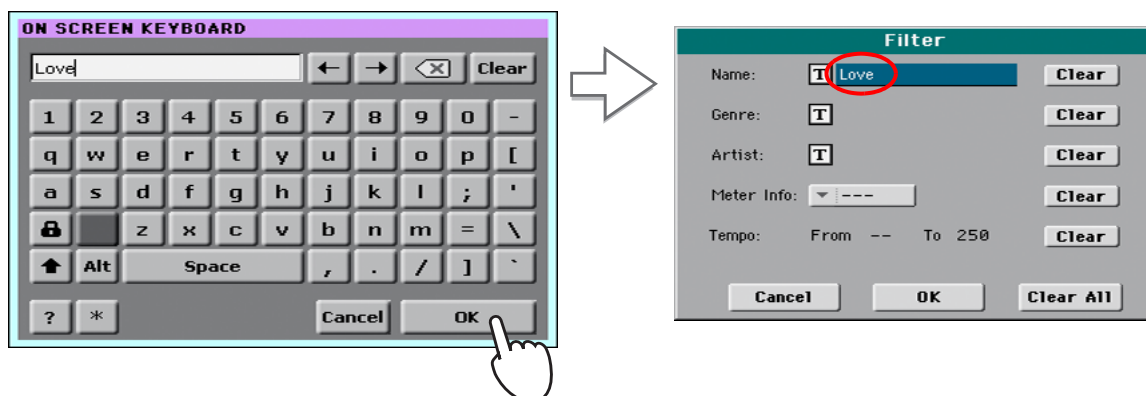 ON SCREEN KEYBOARD
Love ← → ⌫ Clear
1 2 3 4 5 6 7 8 9 0 -
q w e r t y u i o p [
a s d f g h j k l ; '
z x c v b n m = \
Alt Space , . / ] `
? * Cancel OK
Filter
Name: T Love Clear
Genre: T Clear
Artist: T Clear
Meter Info: --- Clear
Tempo: From -- To 250 Clear
Cancel OK Clear All